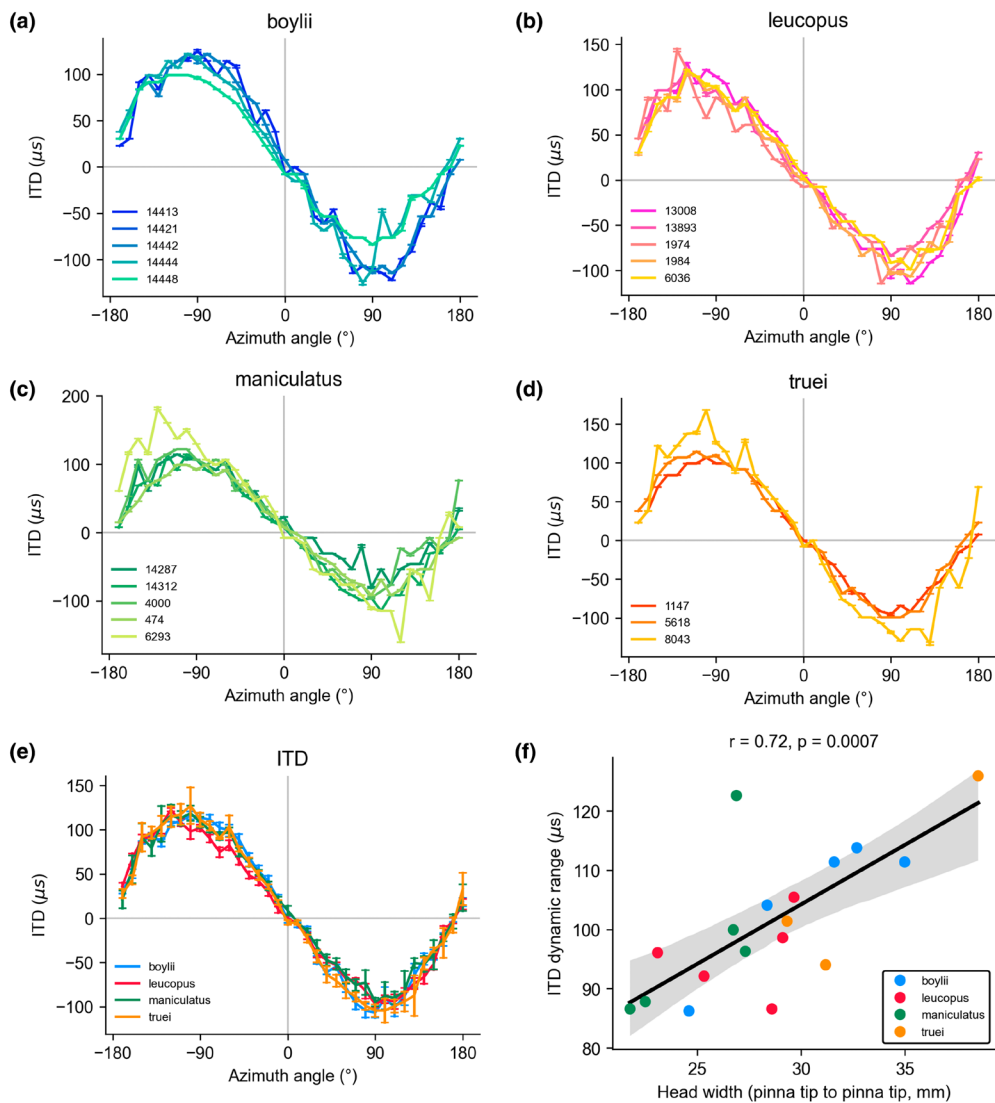 (a)
boylii
100
50
0
−50
−100
ITD (μs)
14413
14421
14442
14444
14448
−180
−90
0
90
180
Azimuth angle (°)
(b)
leucopus
150
100
50
0
−50
−100
ITD (μs)
13008
13893
1974
1984
6036
−180
−90
0
90
180
Azimuth angle (°)
(c)
maniculatus
200
100
0
−100
ITD (μs)
14287
14312
4000
474
6293
−180
−90
0
90
180
Azimuth angle (°)
(d)
truei
150
100
50
0
−50
−100
ITD (μs)
1147
5618
8043
−180
−90
0
90
180
Azimuth angle (°)
(e)
ITD
150
100
50
0
−50
−100
ITD (μs)
boylii
leucopus
maniculatus
truei
−180
−90
0
90
180
Azimuth angle (°)
(f)
r = 0.72, p = 0.0007
120
110
100
90
80
ITD dynamic range (μs)
boylii
leucopus
maniculatus
truei
25
30
35
Head width (pinna tip to pinna tip, mm)